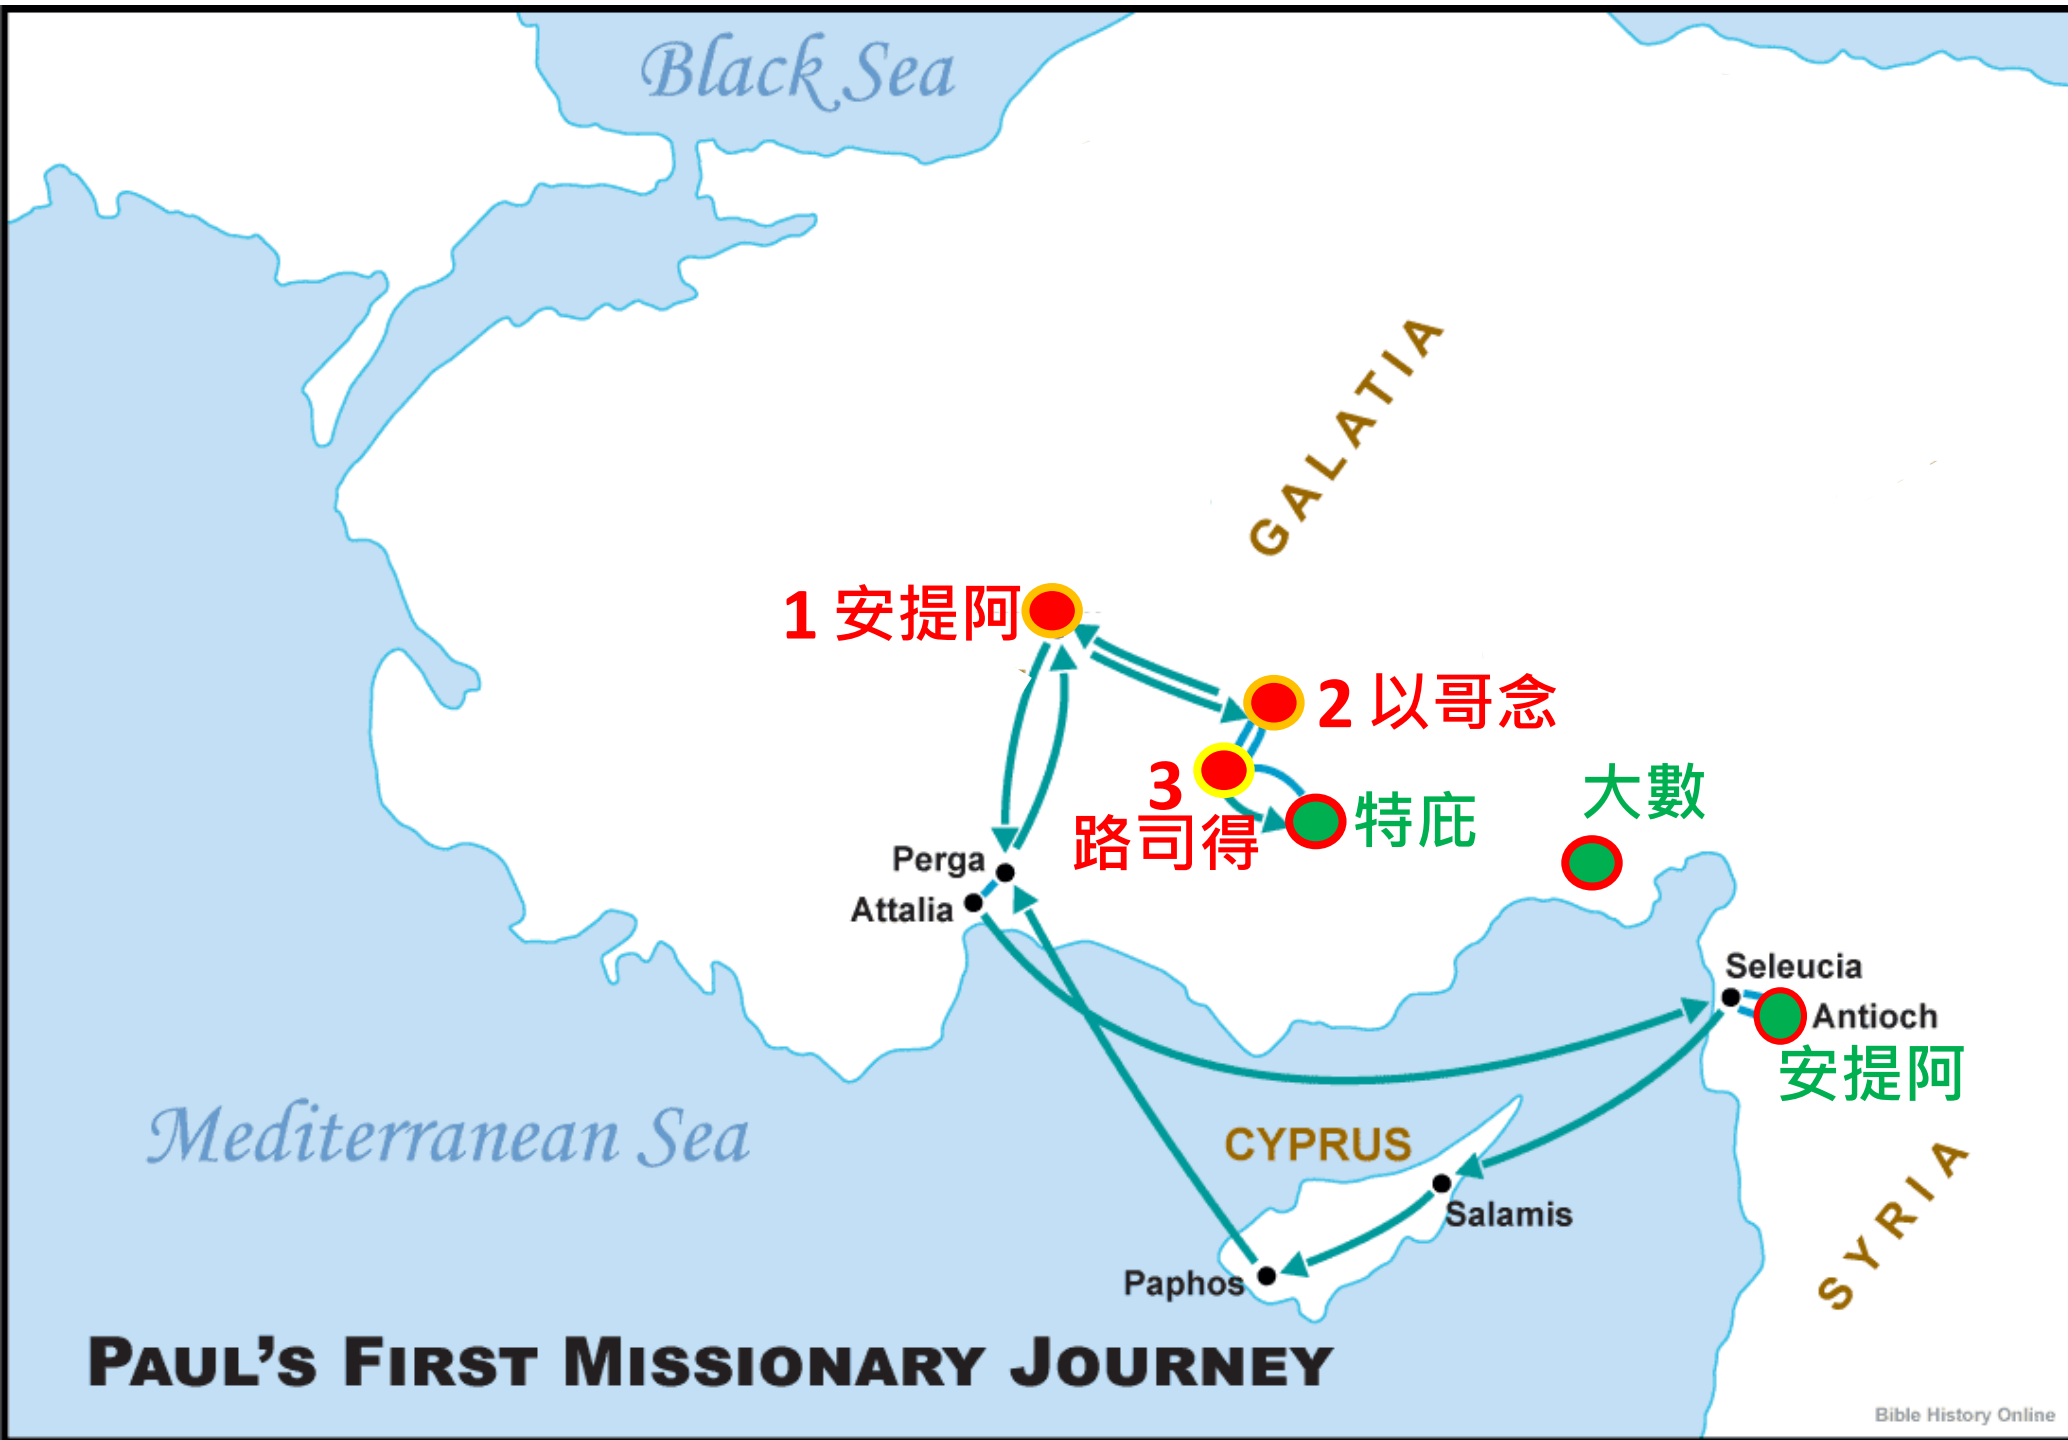 Black Sea
GALATIA
1 安提阿
2 以哥念
3
路司得
特庇
大數
Perga
Attalia
Seleucia
Antioch
安提阿
Mediterranean Sea
CYPRUS
Salamis
SYRIA
Paphos
PAUL'S FIRST MISSIONARY JOURNEY
Bible History Online